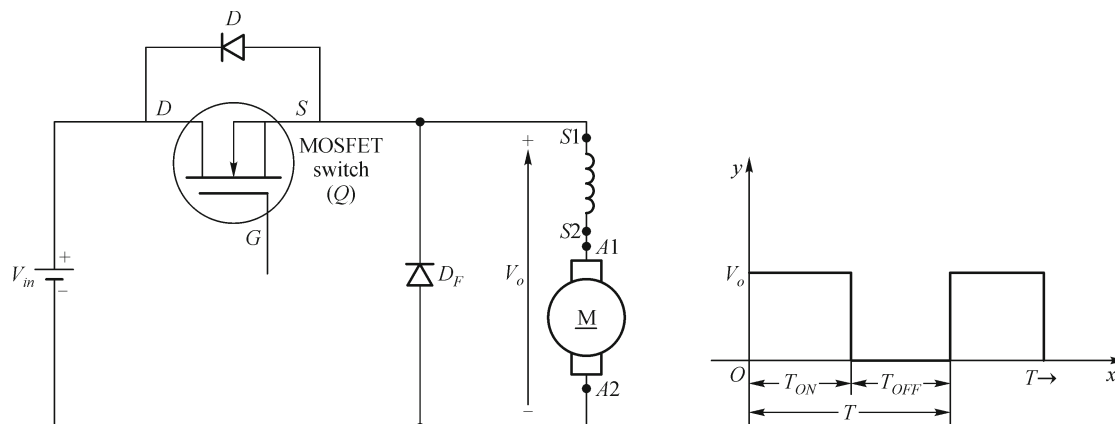 D
D
S
MOSFET
switch
(Q)
G
+
V_in
−
D_F
+
V_o
−
S1
S2
A1
M
A2
y
V_o
O
T_ON
T_OFF
T→
x
T